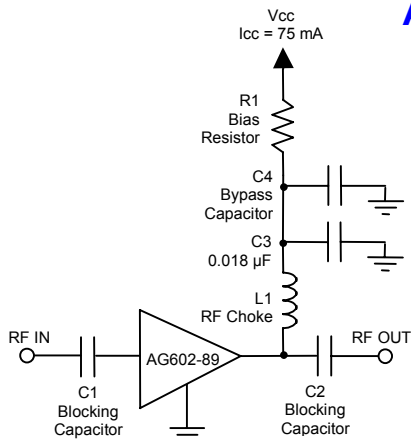 Vcc
Icc = 75 mA
R1
Bias
Resistor
C4
Bypass
Capacitor
C3
0.018 µF
L1
RF Choke
RF IN
AG602-89
RF OUT
C1
Blocking
Capacitor
C2
Blocking
Capacitor